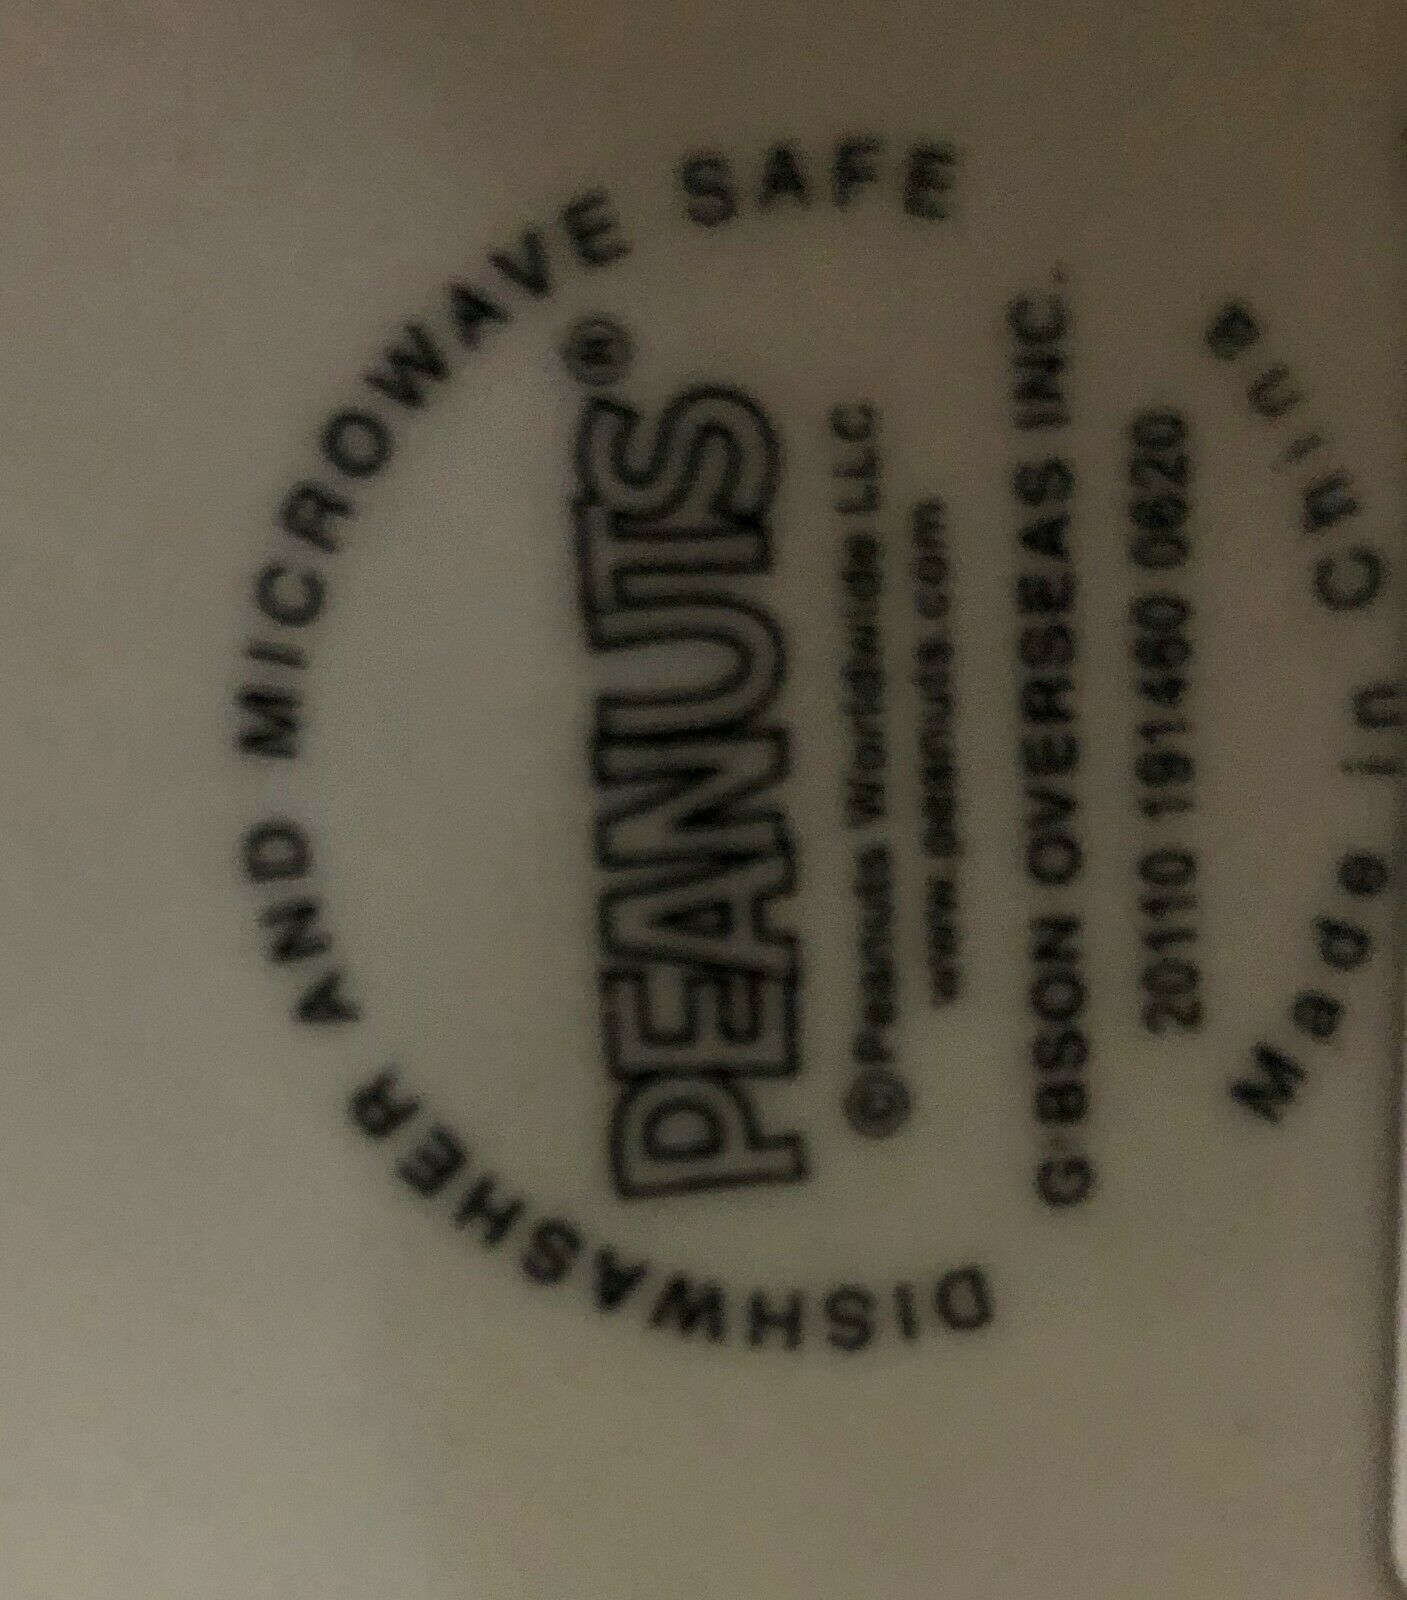 DISHWASHER AND MICROWAVE SAFE
PEANUTS®
©Peanuts Worldwide LLC
www.peanuts.com
GIBSON OVERSEAS INC.
20110 191460 0620
Made in China